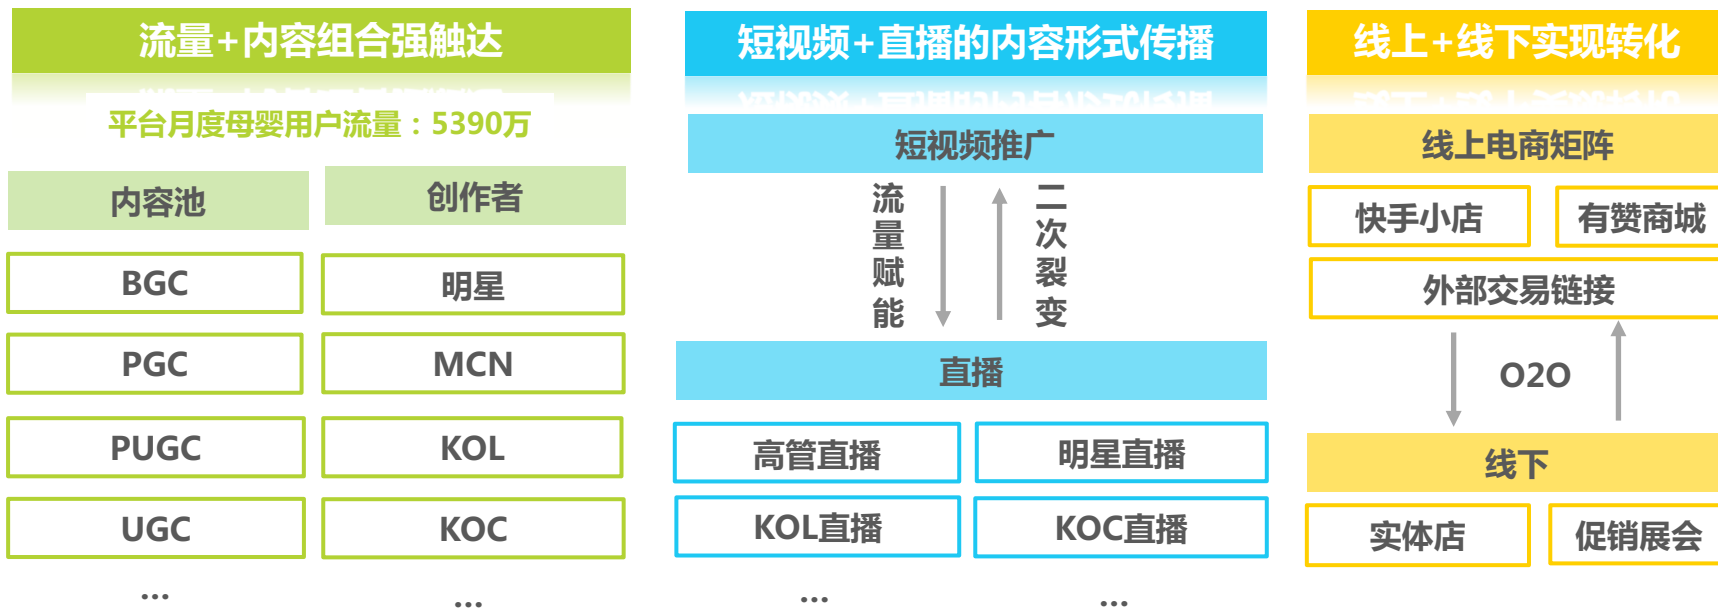 流量+内容组合强触达
平台月度母婴用户流量：5390万
内容池
创作者
BGC
明星
PGC
MCN
PUGC
KOL
UGC
KOC
...
...
短视频+直播的内容形式传播
短视频推广
流量赋能
二次裂变
直播
高管直播
明星直播
KOL直播
KOC直播
...
...
线上+线下实现转化
线上电商矩阵
快手小店
有赞商城
外部交易链接
O2O
线下
实体店
促销展会